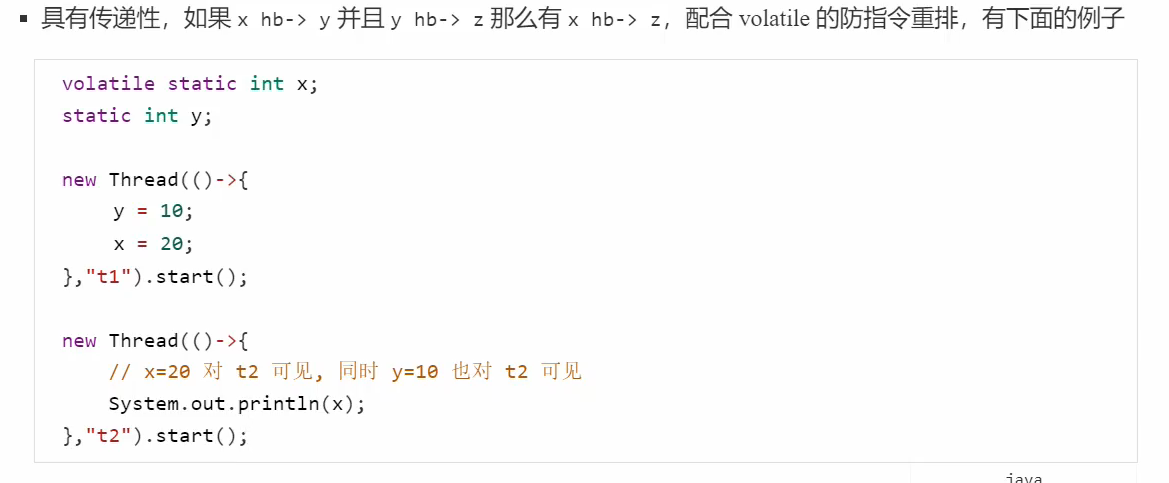 具有传递性，如果 x hb-> y 并且 y hb-> z 那么有 x hb-> z，配合 volatile 的防指令重排，有下面的例子
volatile static int x;
static int y;
new Thread(()->{
    y = 10;
    x = 20;
},"t1").start();
new Thread(()->{
    // x=20 对 t2 可见, 同时 y=10 也对 t2 可见
    System.out.println(x);
},"t2").start();
java